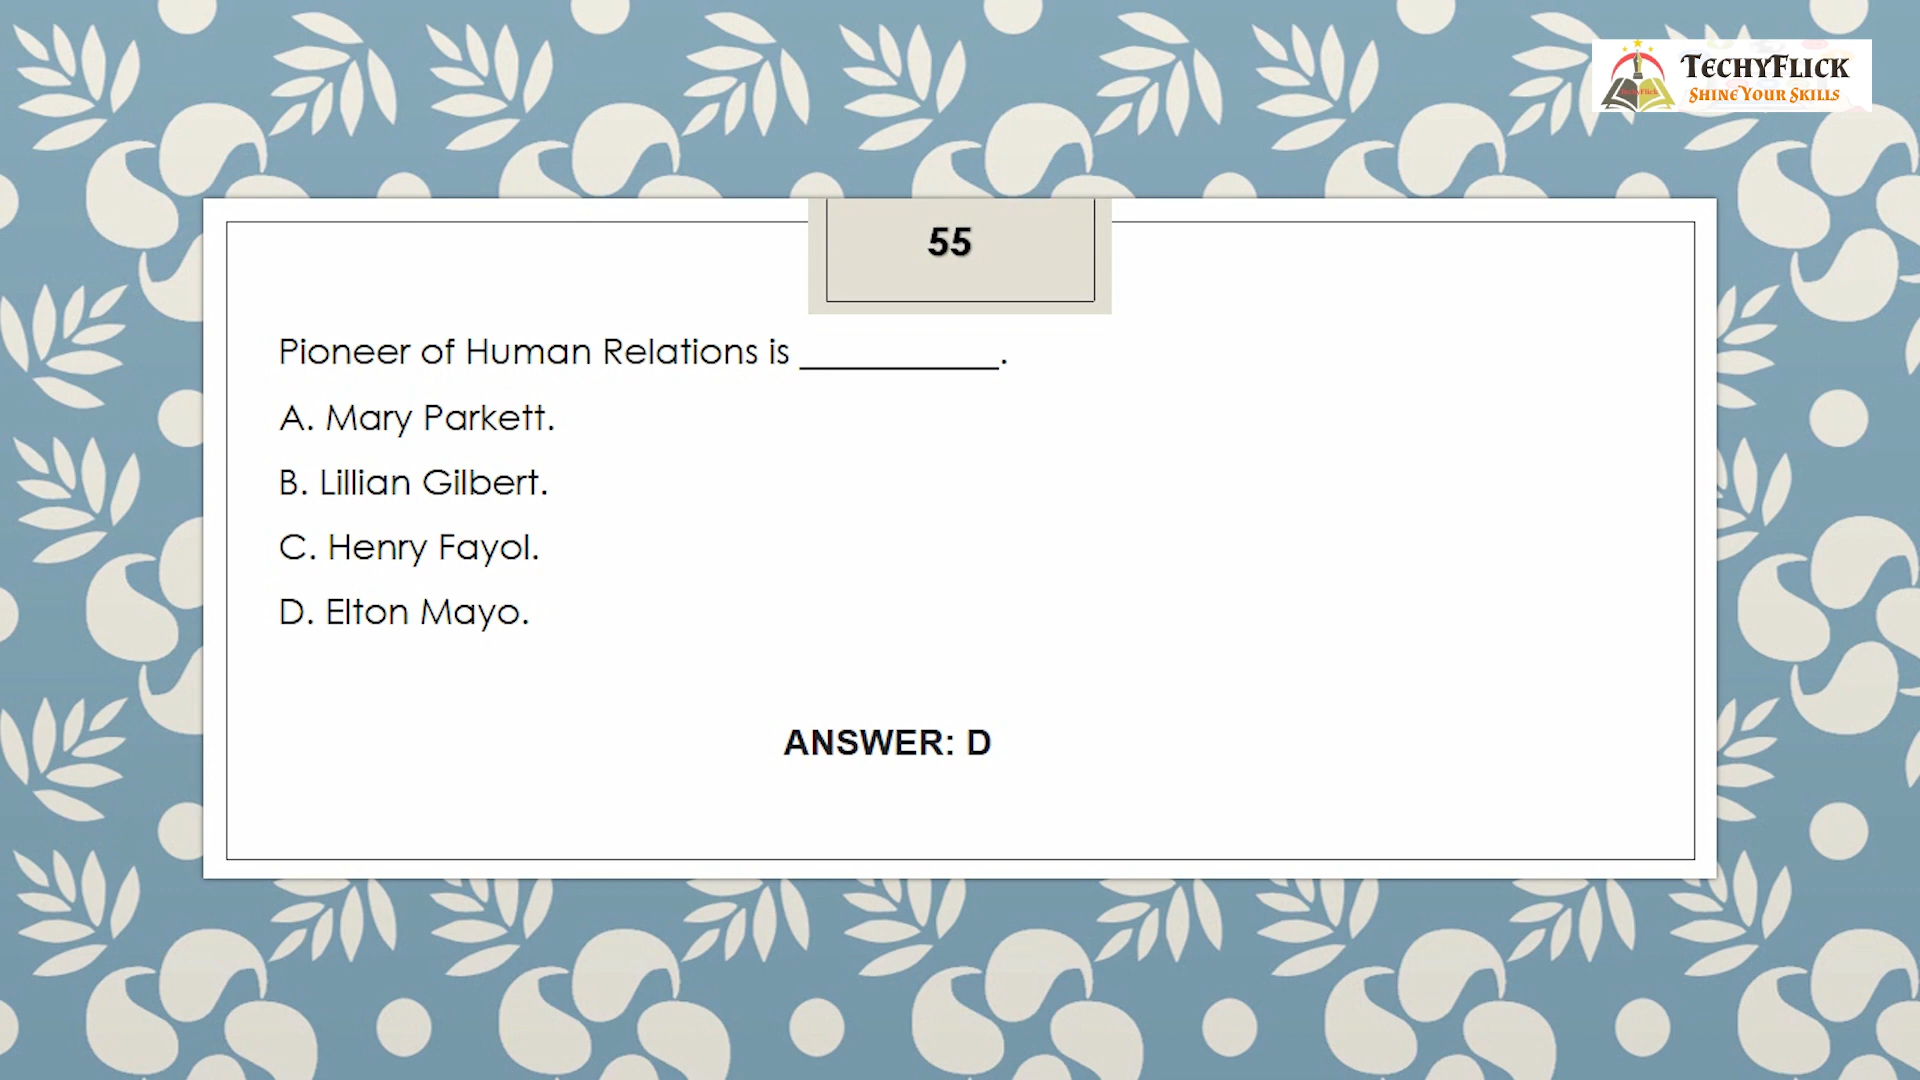 TECHYFLICK
SHINE YOUR SKILLS
55
Pioneer of Human Relations is ___________.
A. Mary Parkett.
B. Lillian Gilbert.
C. Henry Fayol.
D. Elton Mayo.
ANSWER: D